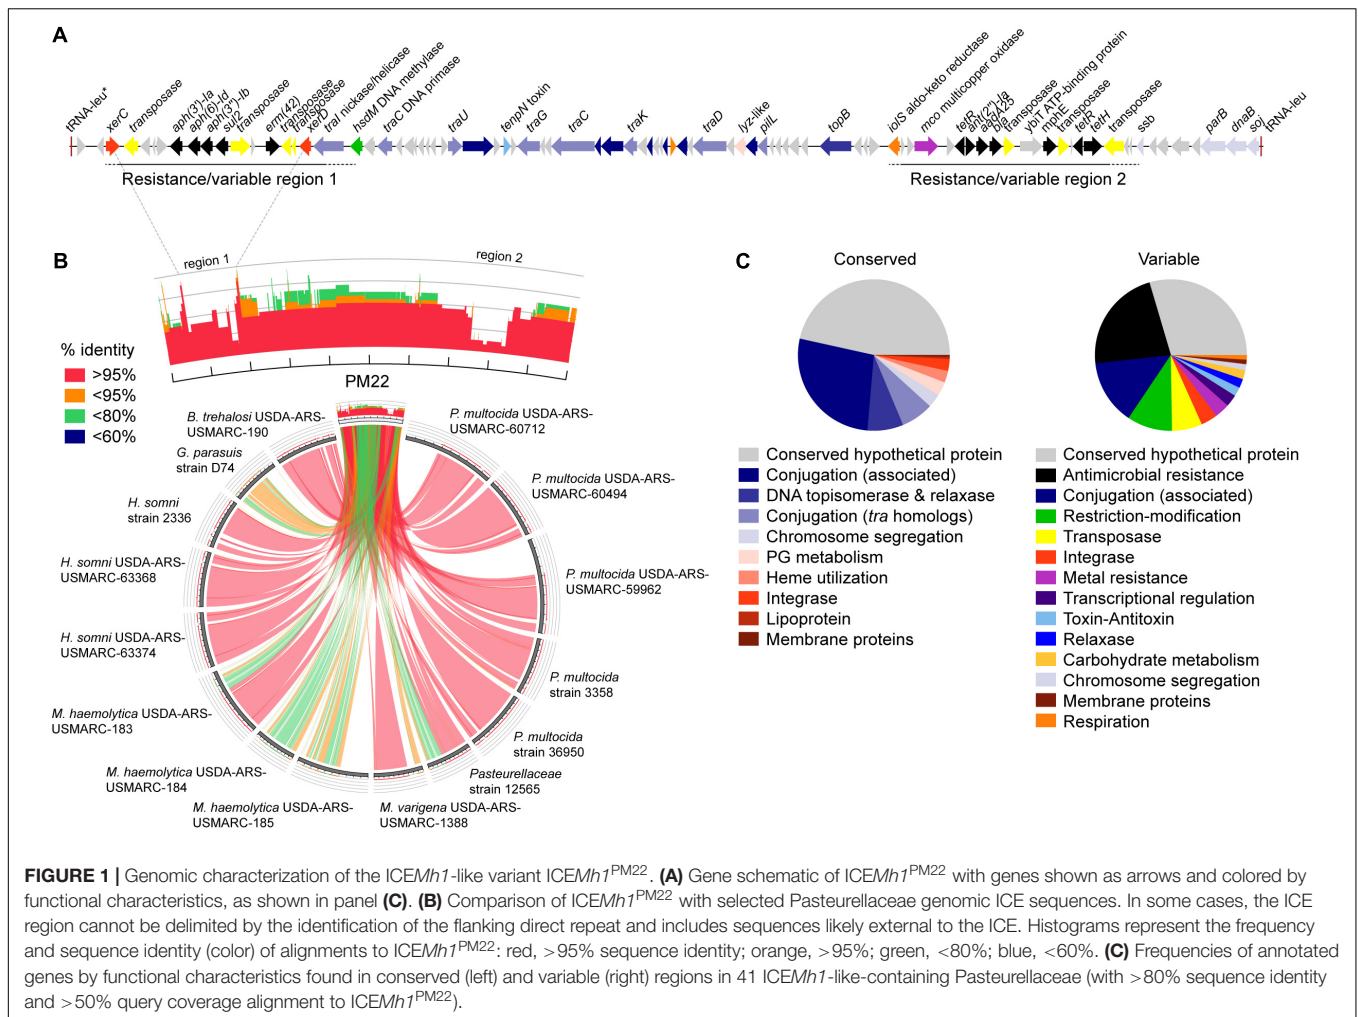 A
tRNA-leu*
xerC
transposase
aph(3')-Ia
aph(6)-Id
aph(3")-Ib
sul2
transposase
erm(42)
transposase
transposase
xerD
traI nickase/helicase
hsdM DNA methylase
traC DNA primase
traU
tenpN toxin
traG
traC
traK
traD
lyz-like
pilL
topB
iolS aldo-keto reductase
mco multicopper oxidase
tetR
ant(2")-Ia
aadA25
bla
transposase
ybiT ATP-binding protein
mphE
transposase
tetR
tetH
transposase
ssb
parB
dnaB
soj
tRNA-leu
Resistance/variable region 1
Resistance/variable region 2
B
region 1
region 2
% identity
>95%
<95%
<80%
<60%
PM22
B. trehalosi USDA-ARS-
USMARC-190
G. parasuis
strain D74
H. somni
strain 2336
H. somni USDA-ARS-
USMARC-63368
H. somni USDA-ARS-
USMARC-63374
M. haemolytica USDA-ARS-
USMARC-183
M. haemolytica USDA-ARS-
USMARC-184
M. haemolytica USDA-ARS-
USMARC-185
M. varigena USDA-ARS-
USMARC-1388
Pasteurellaceae
strain 12565
P. multocida
strain 36950
P. multocida
strain 3358
P. multocida USDA-ARS-
USMARC-59962
P. multocida USDA-ARS-
USMARC-60494
P. multocida USDA-ARS-
USMARC-60712
C
Conserved
Conserved hypothetical protein
Conjugation (associated)
DNA topisomerase & relaxase
Conjugation (tra homologs)
Chromosome segregation
PG metabolism
Heme utilization
Integrase
Lipoprotein
Membrane proteins
Variable
Conserved hypothetical protein
Antimicrobial resistance
Conjugation (associated)
Restriction-modification
Transposase
Integrase
Metal resistance
Transcriptional regulation
Toxin-Antitoxin
Relaxase
Carbohydrate metabolism
Chromosome segregation
Membrane proteins
Respiration
FIGURE 1 | Genomic characterization of the ICEMh1-like variant ICEMh1PM22. (A) Gene schematic of ICEMh1PM22 with genes shown as arrows and colored by
functional characteristics, as shown in panel (C). (B) Comparison of ICEMh1PM22 with selected Pasteurellaceae genomic ICE sequences. In some cases, the ICE
region cannot be delimited by the identification of the flanking direct repeat and includes sequences likely external to the ICE. Histograms represent the frequency
and sequence identity (color) of alignments to ICEMh1PM22: red, >95% sequence identity; orange, >95%; green, <80%; blue, <60%. (C) Frequencies of annotated
genes by functional characteristics found in conserved (left) and variable (right) regions in 41 ICEMh1-like-containing Pasteurellaceae (with >80% sequence identity
and >50% query coverage alignment to ICEMh1PM22).